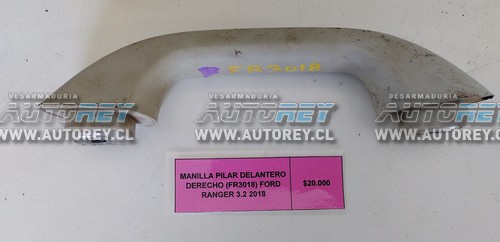 FR3018
DESARMADURIA DESARMADURIA DESARMADURIA
AUTOREY AUTOREY AUTOREY
WWW.AUTOREY.CL WWW.AUTOREY.CL WWW.AUTOREY.CL
MANILLA PILAR DELANTERO
DERECHO (FR3018) FORD
RANGER 3.2 2018
$20.000